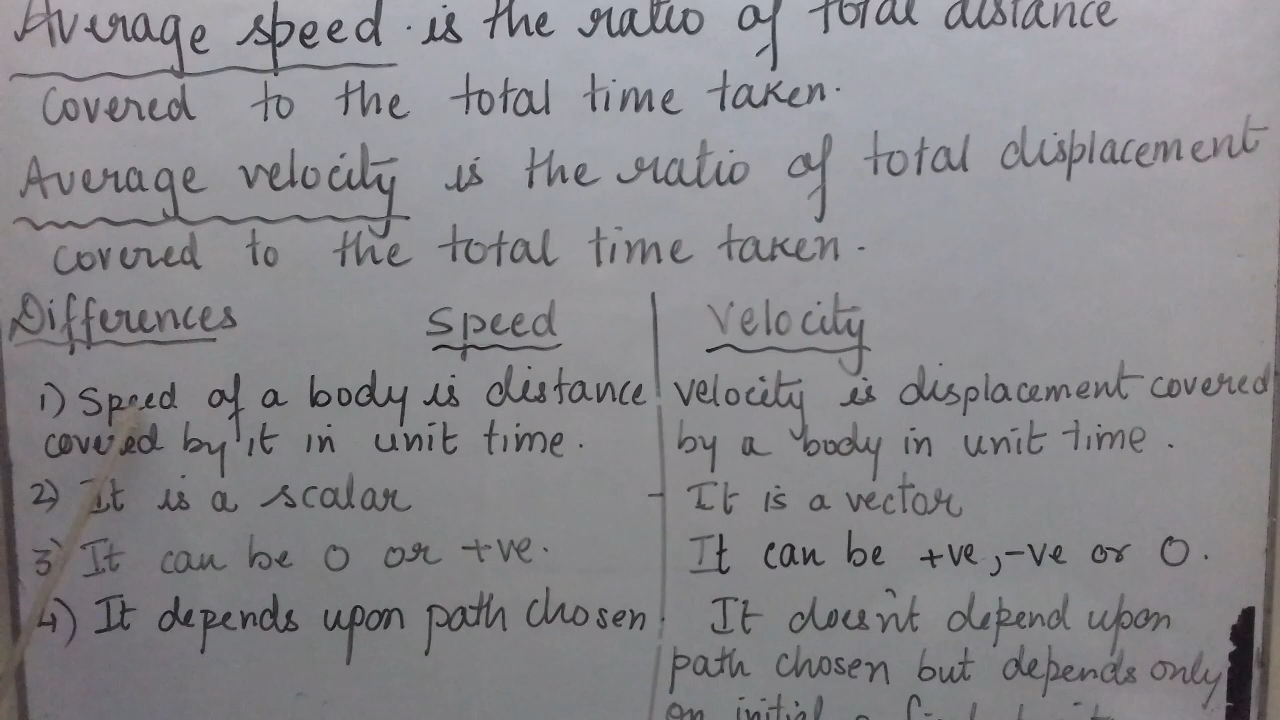 Average speed is the ratio of total distance
covered to the total time taken.
Average velocity is the ratio of total displacement
covered to the total time taken.
Differences Speed Velocity
1) Speed of a body is distance
covered by it in unit time.
2) It is a scalar
3) It can be 0 or +ve.
4) It depends upon path chosen
Velocity is displacement covered
by a body in unit time.
- It is a vector
It can be +ve, -ve or 0.
It doesn't depend upon
path chosen but depends only
on initial